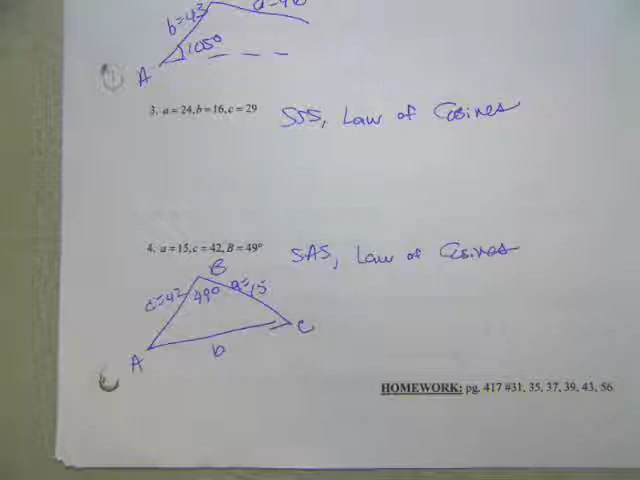 b=43
105°
A
3. a = 24, b = 16, c = 29 SSS, Law of Cosines
4. a = 15, c = 42, B = 49° SAS, Law of Cosines
B
c=42 49° a=15
C
A b
HOMEWORK: pg. 417 #31, 35, 37, 39, 43, 56